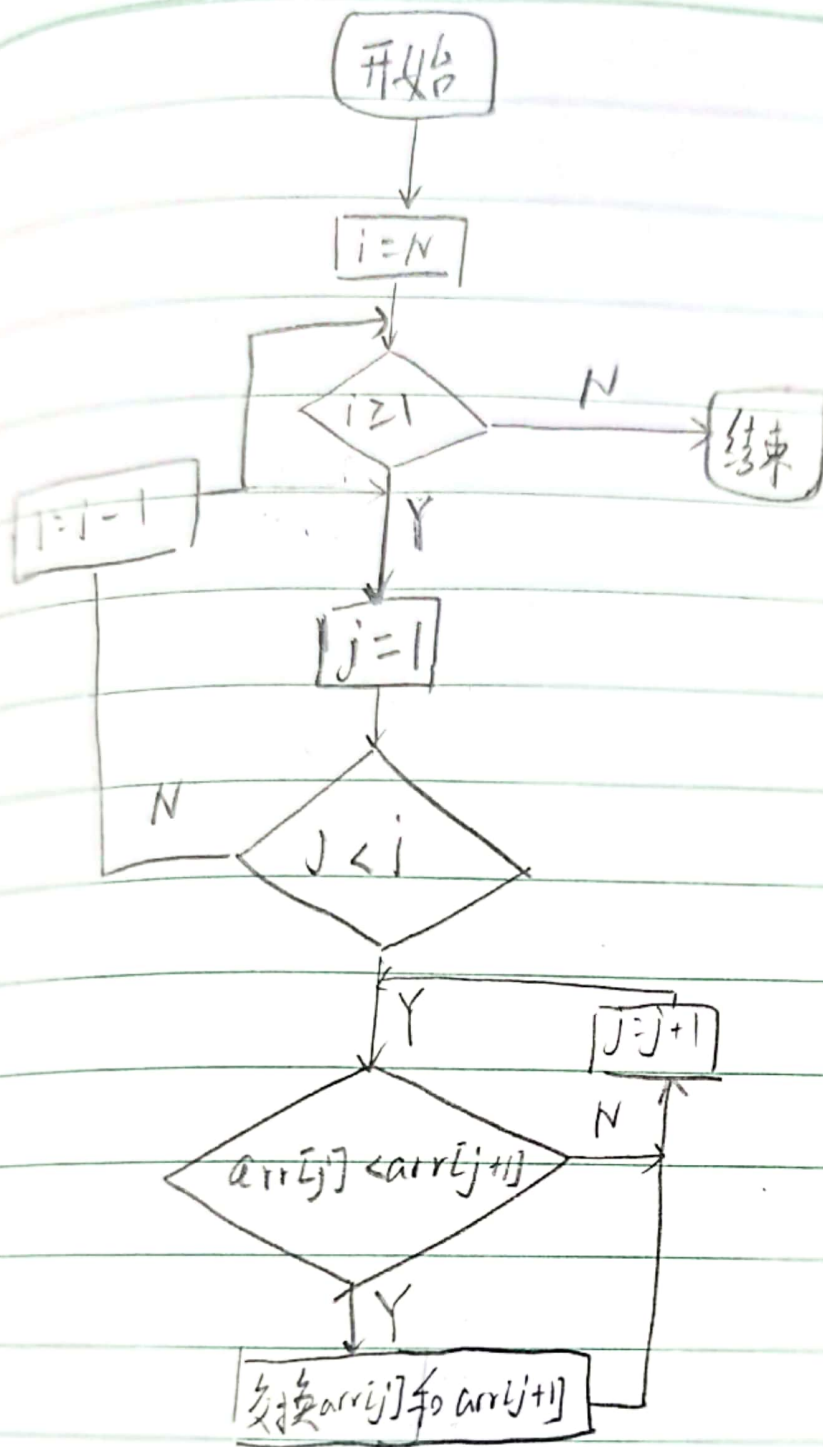 开始
i=N
i≥1
N
结束
i=i-1
Y
j=1
N
j<i
Y
j=j+1
N
arr[j]<arr[j+1]
Y
交换arr[j]和arr[j+1]